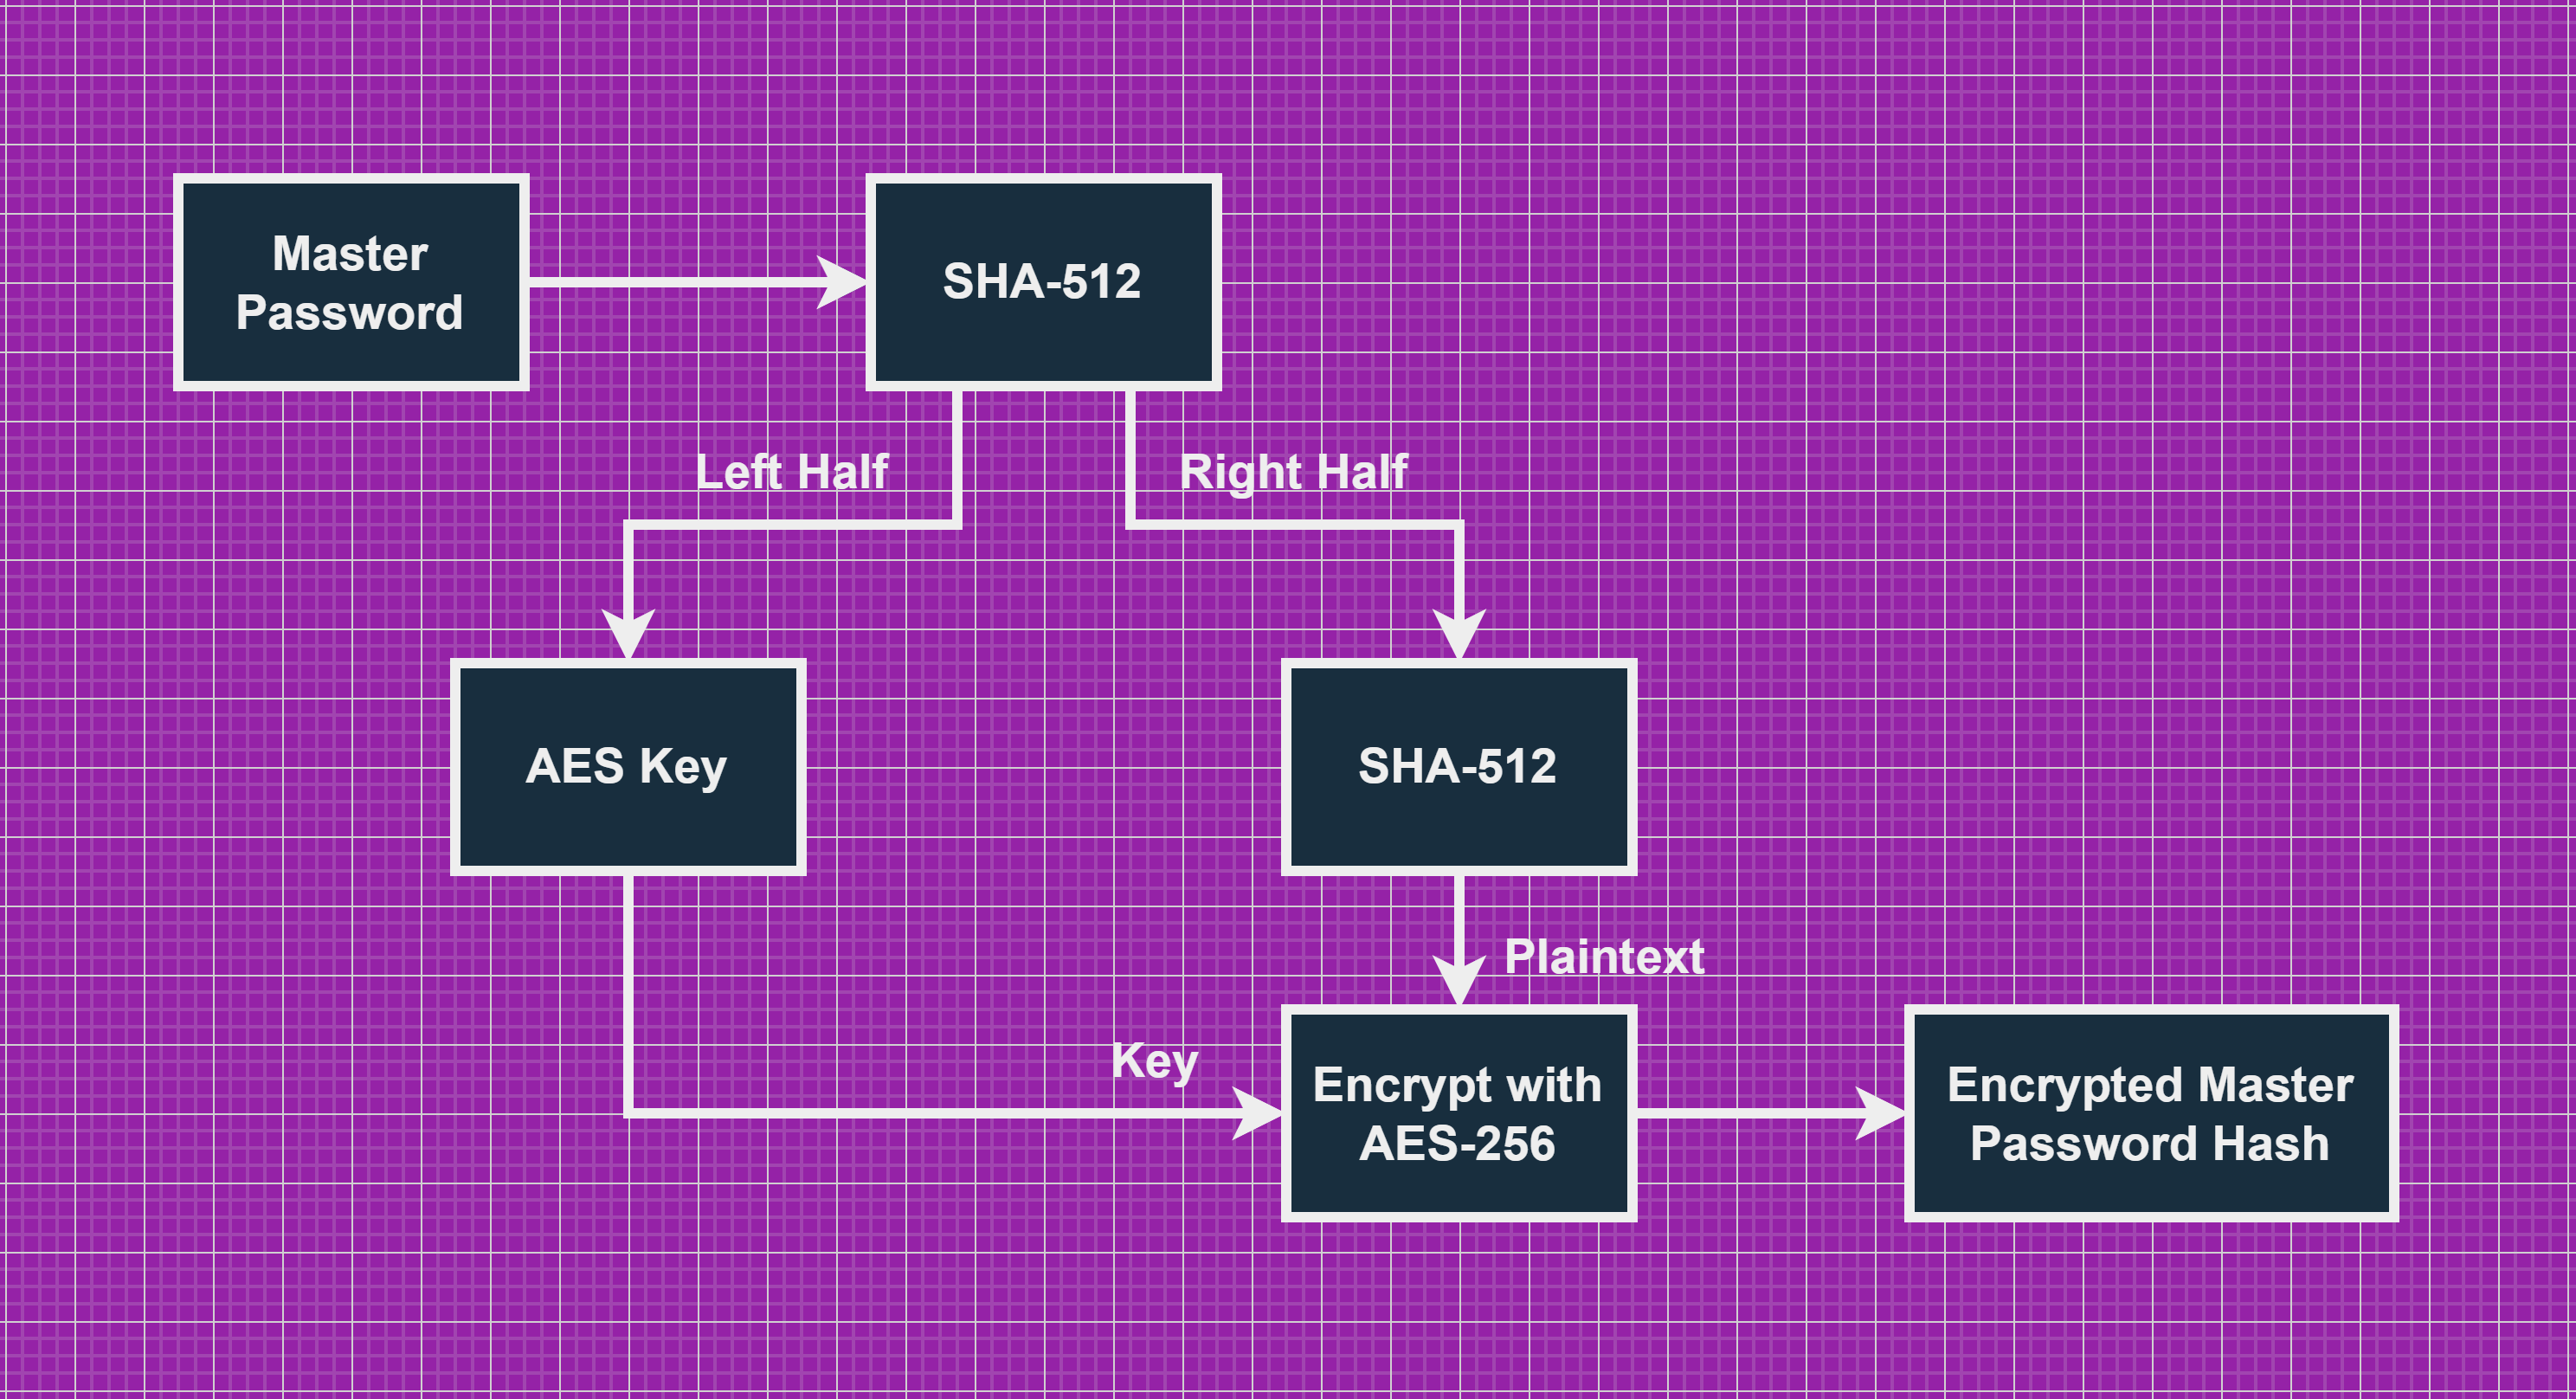 Master
Password
SHA-512
Left Half
Right Half
AES Key
SHA-512
Plaintext
Key
Encrypt with
AES-256
Encrypted Master
Password Hash